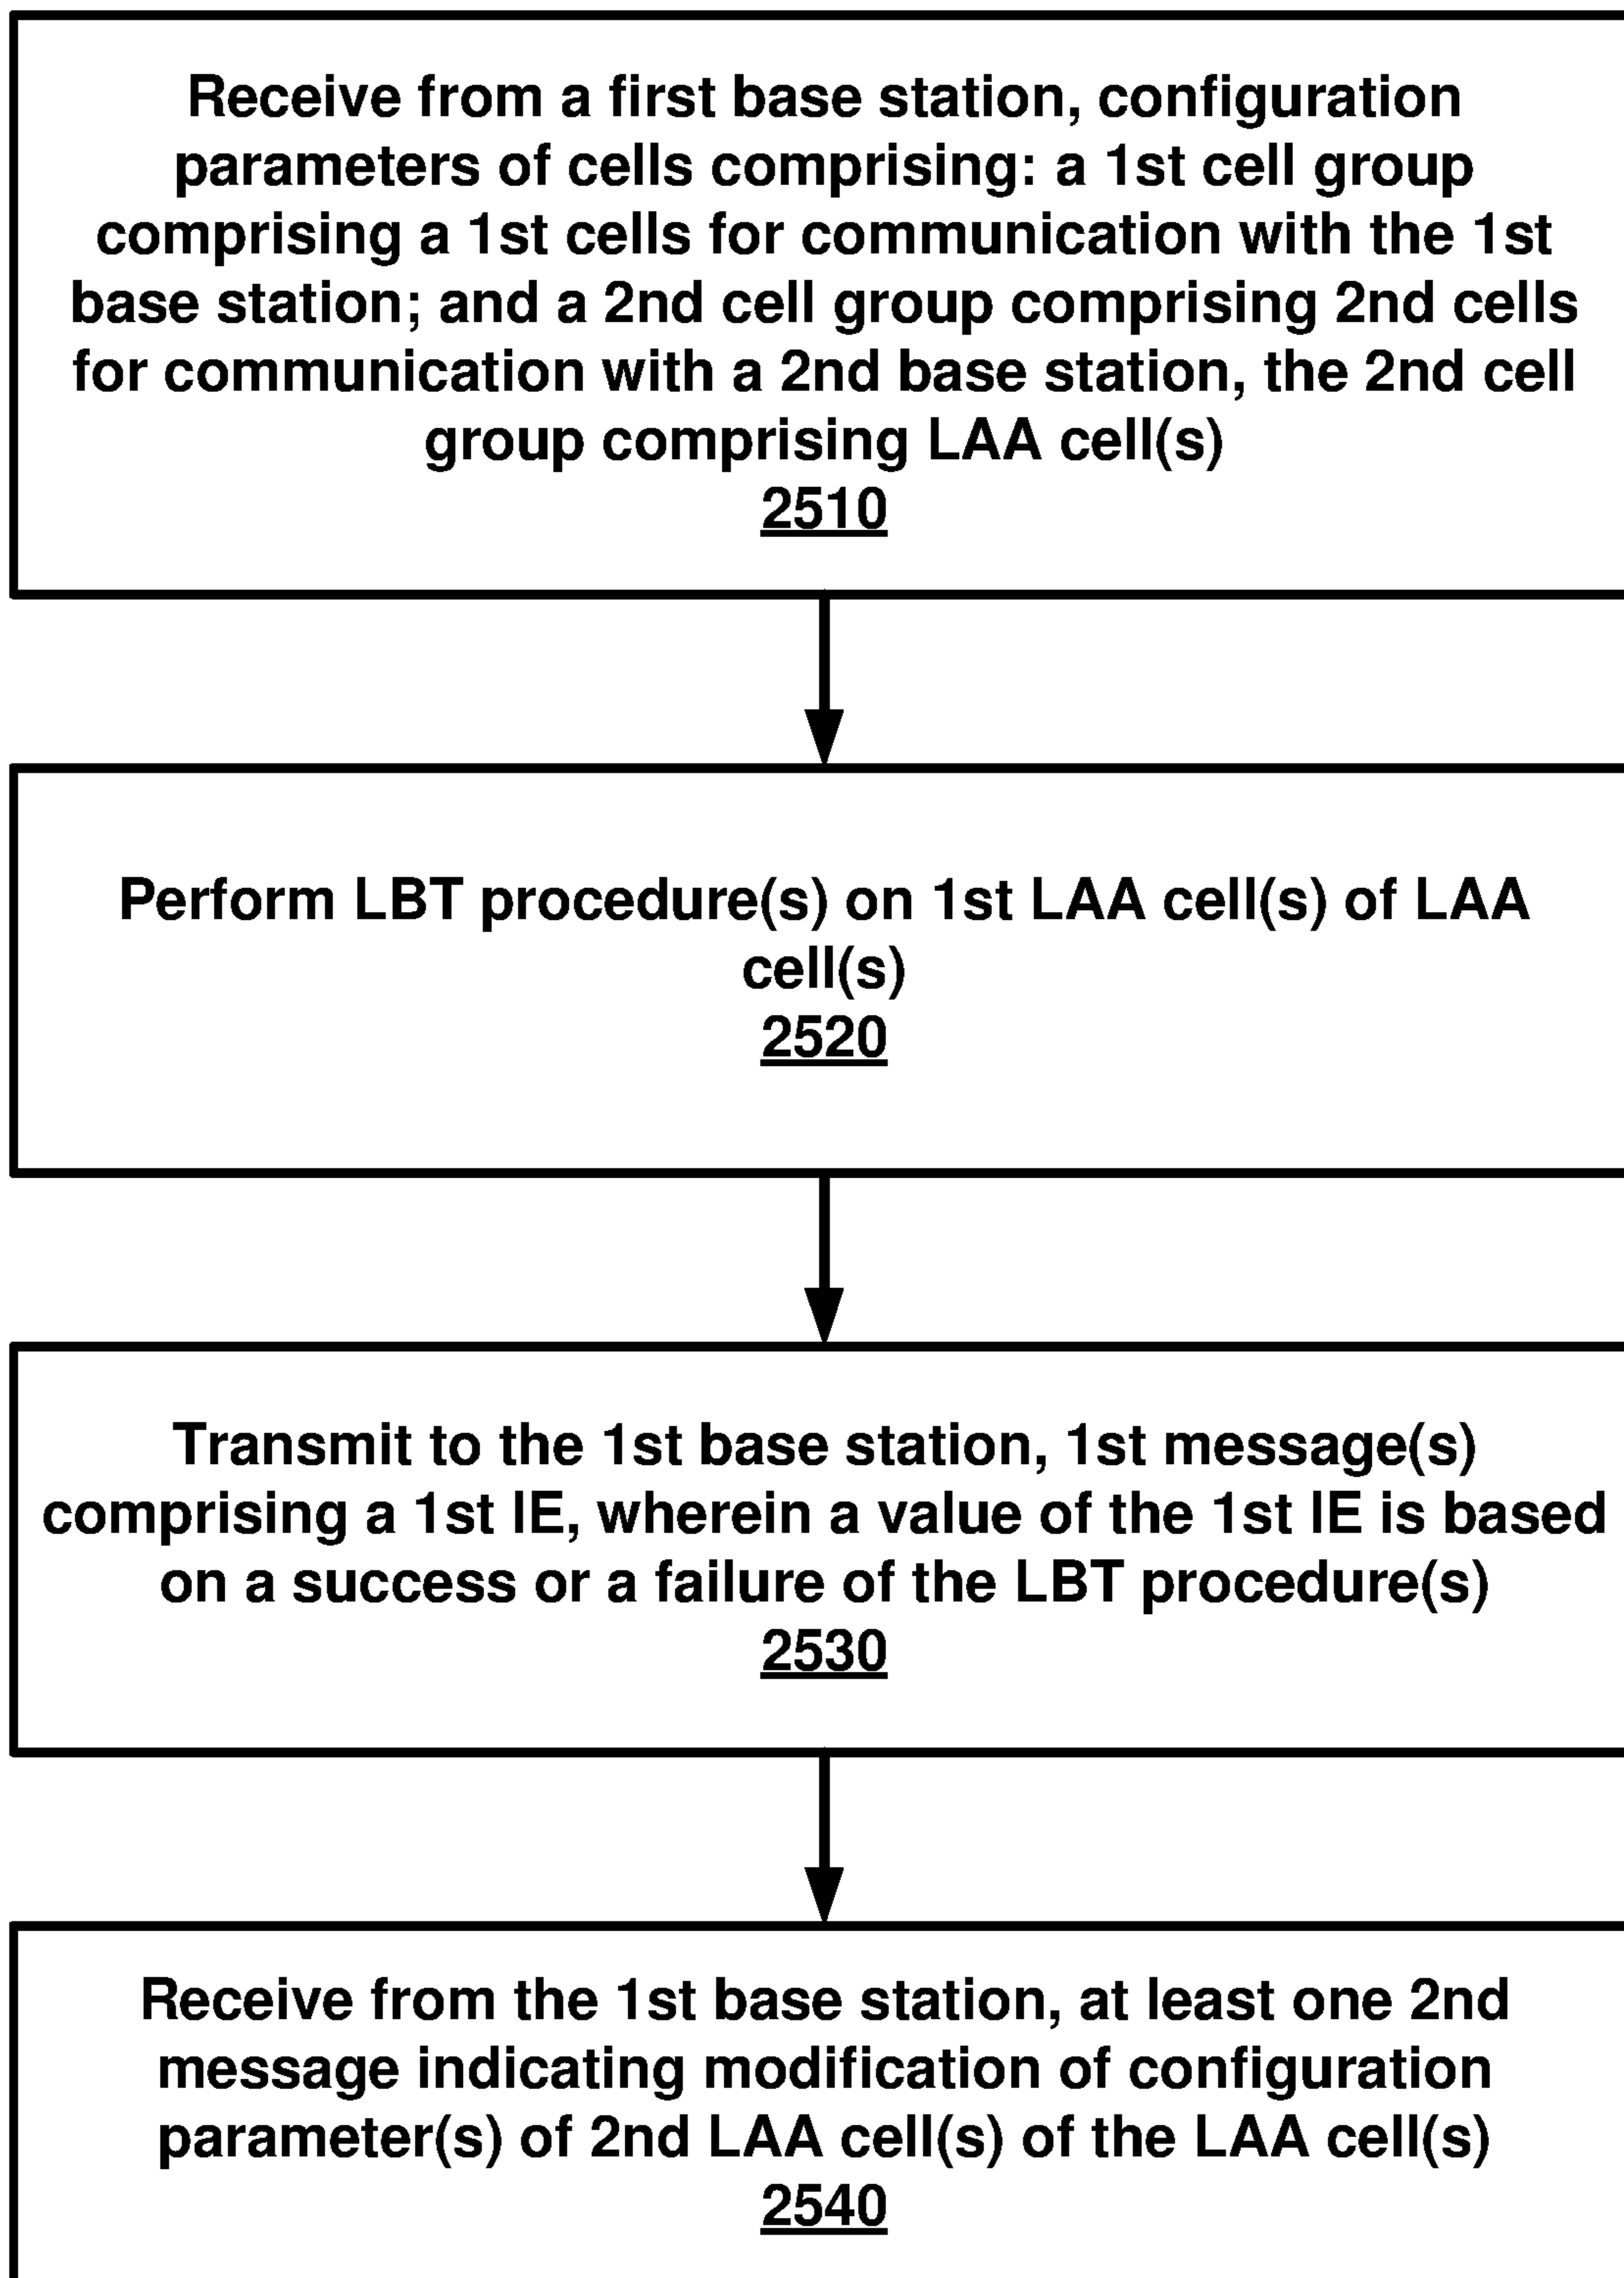 Receive from a first base station, configuration
parameters of cells comprising: a 1st cell group
comprising a 1st cells for communication with the 1st
base station; and a 2nd cell group comprising 2nd cells
for communication with a 2nd base station, the 2nd cell
group comprising LAA cell(s)
2510
Perform LBT procedure(s) on 1st LAA cell(s) of LAA
cell(s)
2520
Transmit to the 1st base station, 1st message(s)
comprising a 1st IE, wherein a value of the 1st IE is based
on a success or a failure of the LBT procedure(s)
2530
Receive from the 1st base station, at least one 2nd
message indicating modification of configuration
parameter(s) of 2nd LAA cell(s) of the LAA cell(s)
2540